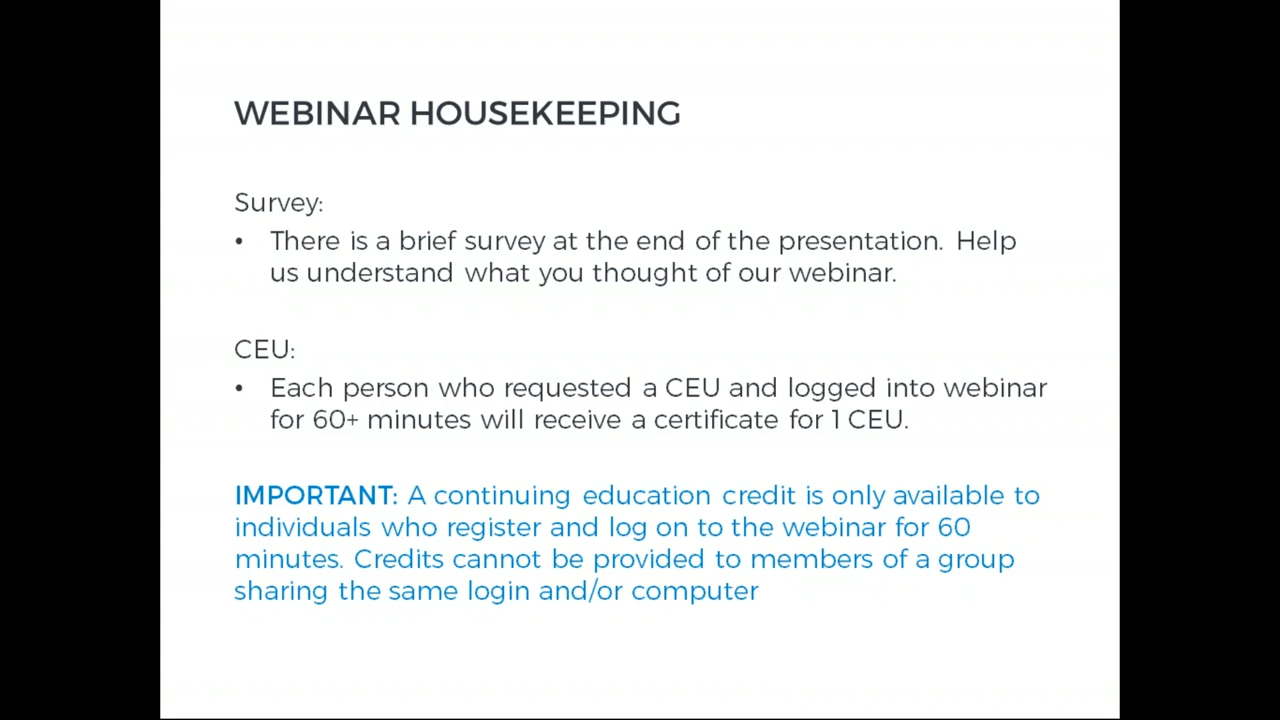 WEBINAR HOUSEKEEPING
Survey:
• There is a brief survey at the end of the presentation. Help
us understand what you thought of our webinar.
CEU:
• Each person who requested a CEU and logged into webinar
for 60+ minutes will receive a certificate for 1 CEU.
IMPORTANT: A continuing education credit is only available to
individuals who register and log on to the webinar for 60
minutes. Credits cannot be provided to members of a group
sharing the same login and/or computer